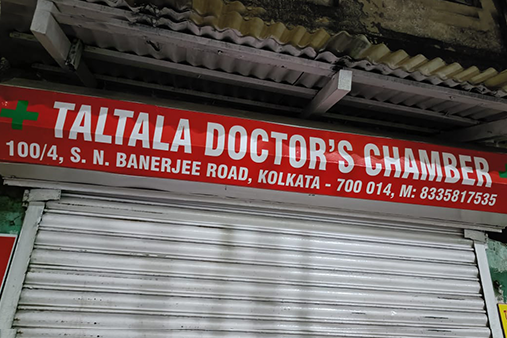 TALTALA DOCTOR'S CHAMBER
100/4, S. N. BANERJEE ROAD, KOLKATA - 700 014, M: 8335817535